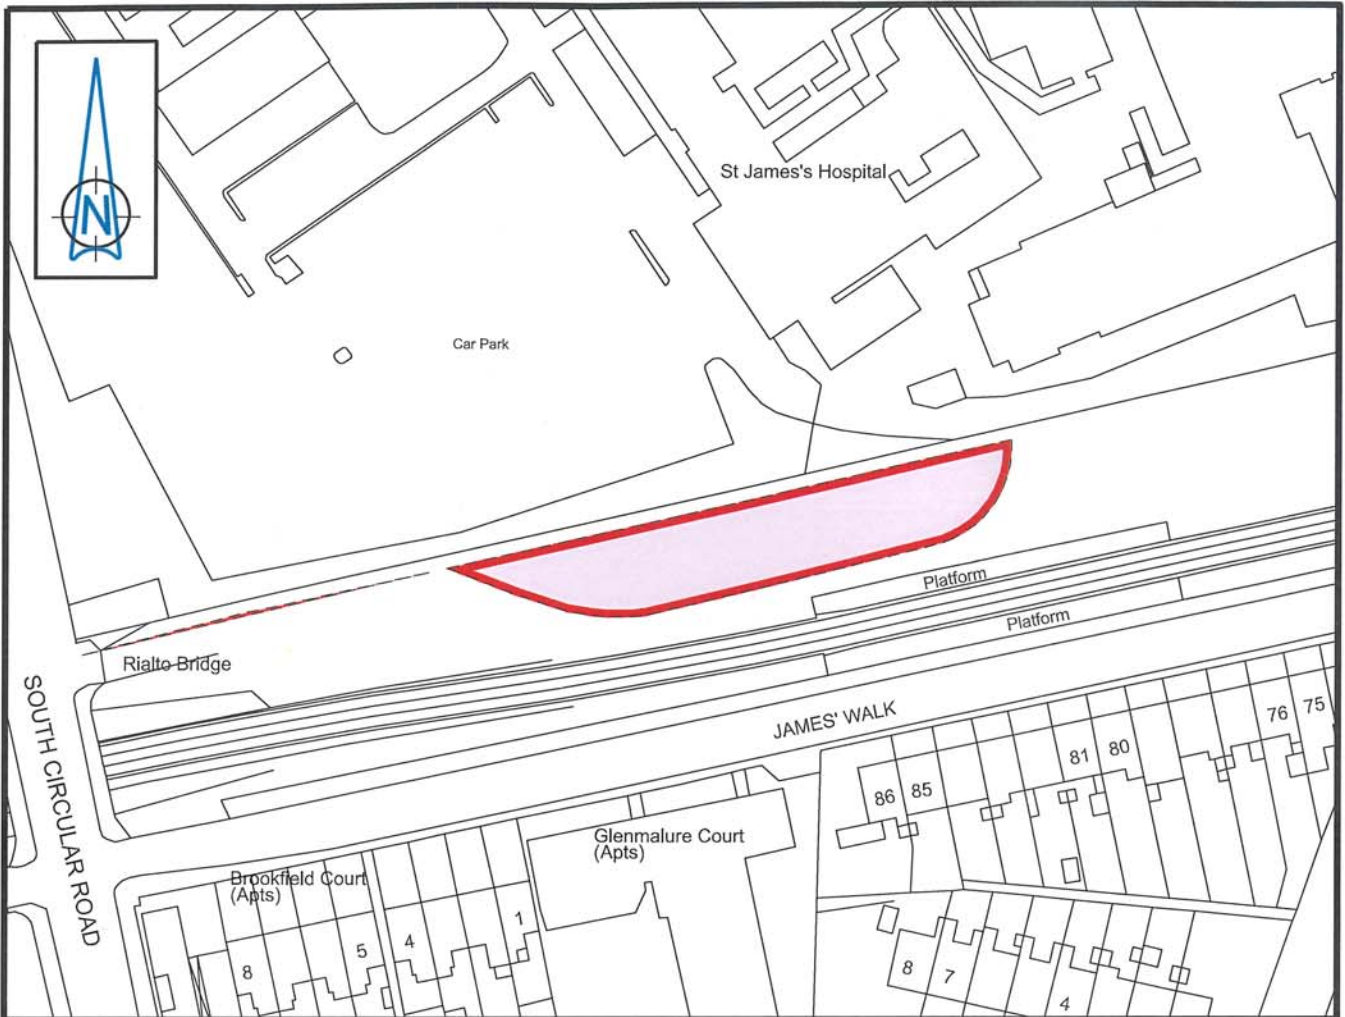 N
St James's Hospital
Car Park
Platform
Platform
Rialto Bridge
SOUTH CIRCULAR ROAD
JAMES' WALK
76
75
81
80
86
85
Glenmalure Court
(Apts)
Brookfield Court
(Apts)
1
4
5
8
8
7
4